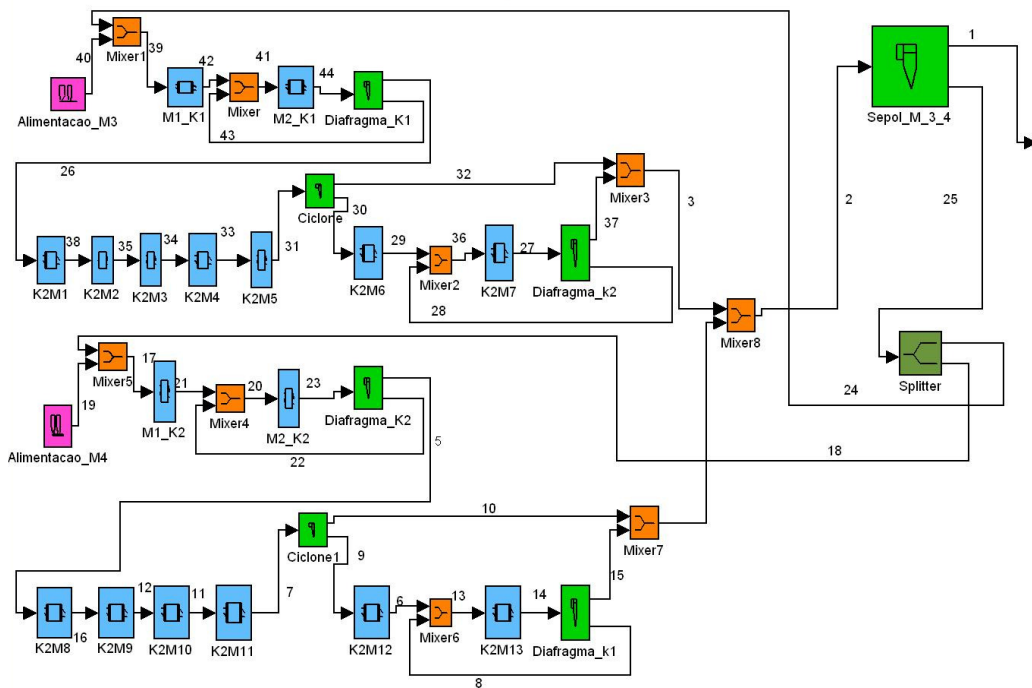 1
40
39
42
41
44
Mixer1
Alimentacao_M3
M1_K1
Mixer
M2_K1
Diafragma_K1
43
Sepol_M_3_4
26
32
25
Ciclone
30
Mixer3
3
2
38
35
34
33
31
29
36
27
37
K2M1
K2M2
K2M3
K2M4
K2M5
K2M6
Mixer2
K2M7
Diafragma_k2
28
Mixer8
17
Mixer5
19
21
20
23
Splitter
24
M1_K2
Mixer4
M2_K2
Diafragma_K2
Alimentacao_M4
22
5
18
10
Ciclone1
9
Mixer7
7
15
16
12
11
6
13
14
K2M8
K2M9
K2M10
K2M11
K2M12
Mixer6
K2M13
Diafragma_k1
8